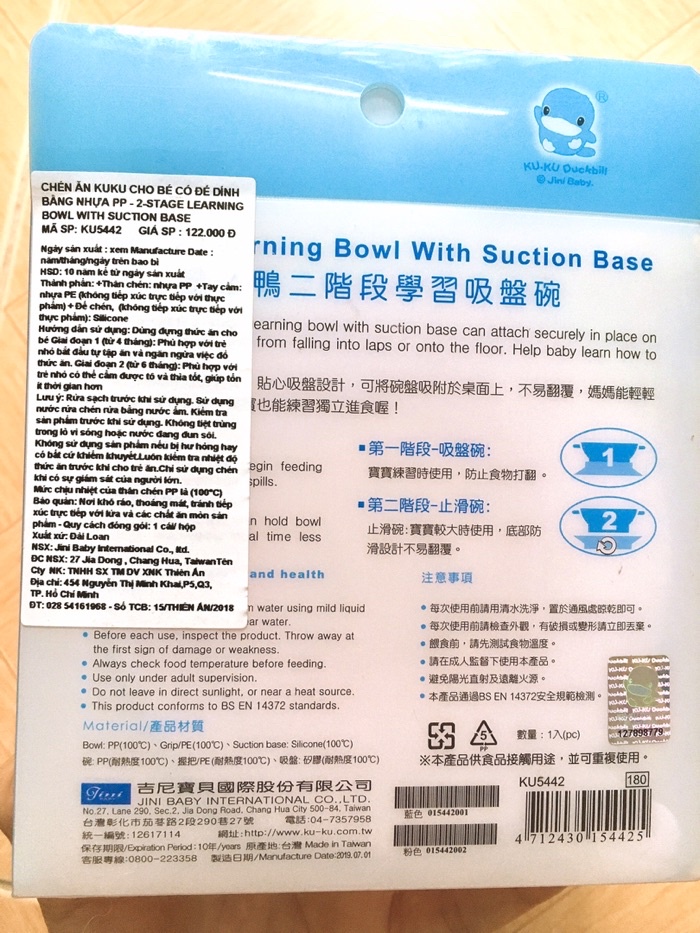 KU-KU Duckbill
® 
© Jini Baby.
CHÉN ĂN KUKU CHO BÉ CÓ ĐẾ DÍNH
BẰNG NHỰA PP - 2-STAGE LEARNING
BOWL WITH SUCTION BASE
MÃ SP: KU5442 GIÁ SP : 122.000 Đ
Ngày sản xuất : xem Manufacture Date :
năm/tháng/ngày trên bao bì
HSD: 10 năm kể từ ngày sản xuất
Thành phần: +Thân chén: nhựa PP +Tay cầm:
nhựa PE (không tiếp xúc trực tiếp với thực
phẩm) + Đế chén, (không tiếp xúc trực tiếp với
thực phẩm): Silicone
Hướng dẫn sử dụng: Dùng đựng thức ăn cho
bé Giai đoạn 1 (từ 4 tháng): Phù hợp với trẻ
nhỏ bắt đầu tự tập ăn và ngăn ngừa việc đổ
thức ăn. Giai đoạn 2 (từ 6 tháng): Phù hợp với
trẻ nhỏ có thể cầm được tô và thìa tốt, giúp tốn
ít thời gian hơn
Lưu ý: Rửa sạch trước khi sử dụng. Sử dụng
nước rửa chén rửa bằng nước ấm. Kiểm tra
sản phẩm trước khi sử dụng. Không tiệt trùng
trong lò vi sóng hoặc nước đang đun sôi.
Không sử dụng sản phẩm nếu bị hư hỏng hay
có bất cứ khiếm khuyết.Luôn kiểm tra nhiệt độ
thức ăn trước khi cho trẻ ăn.Chỉ sử dụng chén
khi có sự giám sát của người lớn.
Mức chịu nhiệt của thân chén PP là (100°C)
Bảo quản: Nơi khô ráo, thoáng mát, tránh tiếp
xúc trực tiếp với lửa và các chất ăn mòn sản
phẩm - Quy cách đóng gói: 1 cái/ hộp
Xuất xứ: Đài Loan
NSX: Jini Baby International Co., ltd.
ĐC NSX: 27 Jia Dong , Chang Hua, TaiwanTên
Cty NK: TNHH SX TM DV XNK Thiên Ân
Địa chỉ: 454 Nguyễn Thị Minh Khai,P5,Q3,
TP. Hồ Chí Minh
ĐT: 028 54161968 - Số TCB: 15/THIÊN ÂN/2018
rning Bowl With Suction Base
鴨二階段學習吸盤碗
earning bowl with suction base can attach securely in place on
from falling into laps or onto the floor. Help baby learn how to
貼心吸盤設計，可將碗盤吸附於桌面上，不易翻覆，媽媽能輕輕
也能練習獨立進食喔！
egin feeding
spills.
n hold bowl
al time less
第一階段-吸盤碗:
寶寶練習時使用，防止食物打翻。
1
第二階段-止滑碗:
止滑碗:寶寶較大時使用，底部防
滑設計不易翻覆。
2
and health
n water using mild liquid
ar water.
• Before each use, inspect the product. Throw away at
the first sign of damage or weakness.
• Always check food temperature before feeding.
• Use only under adult supervision.
• Do not leave in direct sunlight, or near a heat source.
• This product conforms to BS EN 14372 standards.
注意事項
• 每次使用前請用清水洗淨，置於通風處晾乾即可。
• 每次使用前請檢查外觀，有破損或變形請立即丟棄。
• 餵食前，請先測試食物溫度。
• 請在成人監督下使用本產品。
• 避免陽光直射及遠離火源。
• 本產品通過BS EN 14372安全規範檢測。
127898779
Material/產品材質
Bowl: PP(100℃)、Grip/PE(100℃)、Suction base: Silicone(100℃)
碗: PP(耐熱度100℃)、握把/PE(耐熱度100℃)、吸盤: 矽膠(耐熱度100℃)
5
PP
數量：1入(pc)
※本產品供食品接觸用途，並可重複使用。
Jini
吉尼寶貝國際股份有限公司
JINI BABY INTERNATIONAL CO.,LTD.
No.27, Lane 290, Sec.2, Jia Dong Road, Chang Hua City 500-84, Taiwan
台灣彰化市茄苳路2段290巷27號 電話:04-7357958
統一編號:12617114 網址:http://www.ku-ku.com.tw
保存期限/Expiration Period : 10年/years 原產地:台灣 Made in Taiwan
客服專線:0800-223358 製造日期/Manufacture Date:2019.07.01
藍色 015442001
粉色 015442002
KU5442
180
4 712430 154425